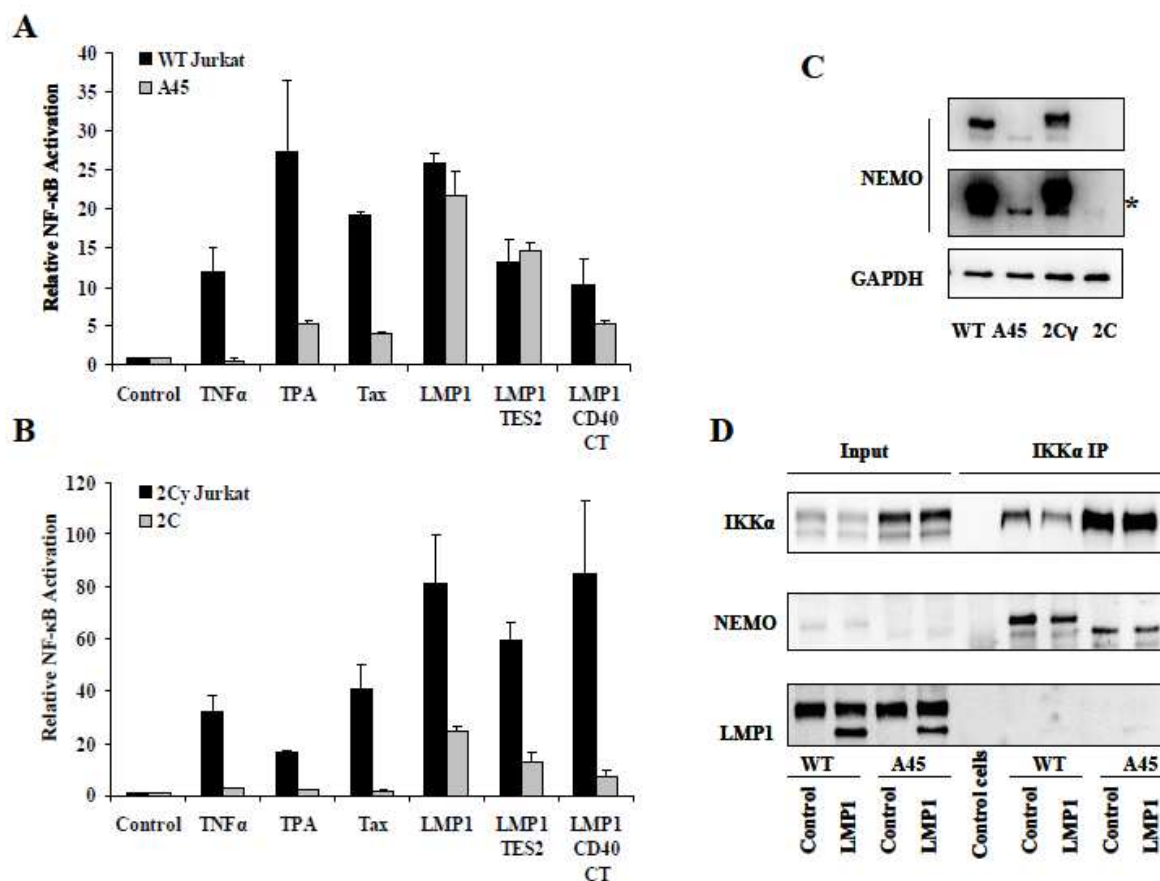 A
Relative NF-κB Activation
40
35
30
25
20
15
10
5
0
WT Jurkat
A45
Control
TNFα
TPA
Tax
LMP1
LMP1
TES2
LMP1
CD40
CT
B
Relative NF-κB Activation
120
100
80
60
40
20
0
2Cy Jurkat
2C
Control
TNFα
TPA
Tax
LMP1
LMP1
TES2
LMP1
CD40
CT
C
NEMO
*
GAPDH
WT A45 2Cγ 2C
D
Input IKKα IP
IKKα
NEMO
LMP1
WT A45 WT A45
Control LMP1 Control LMP1 Control cells Control LMP1 Control LMP1